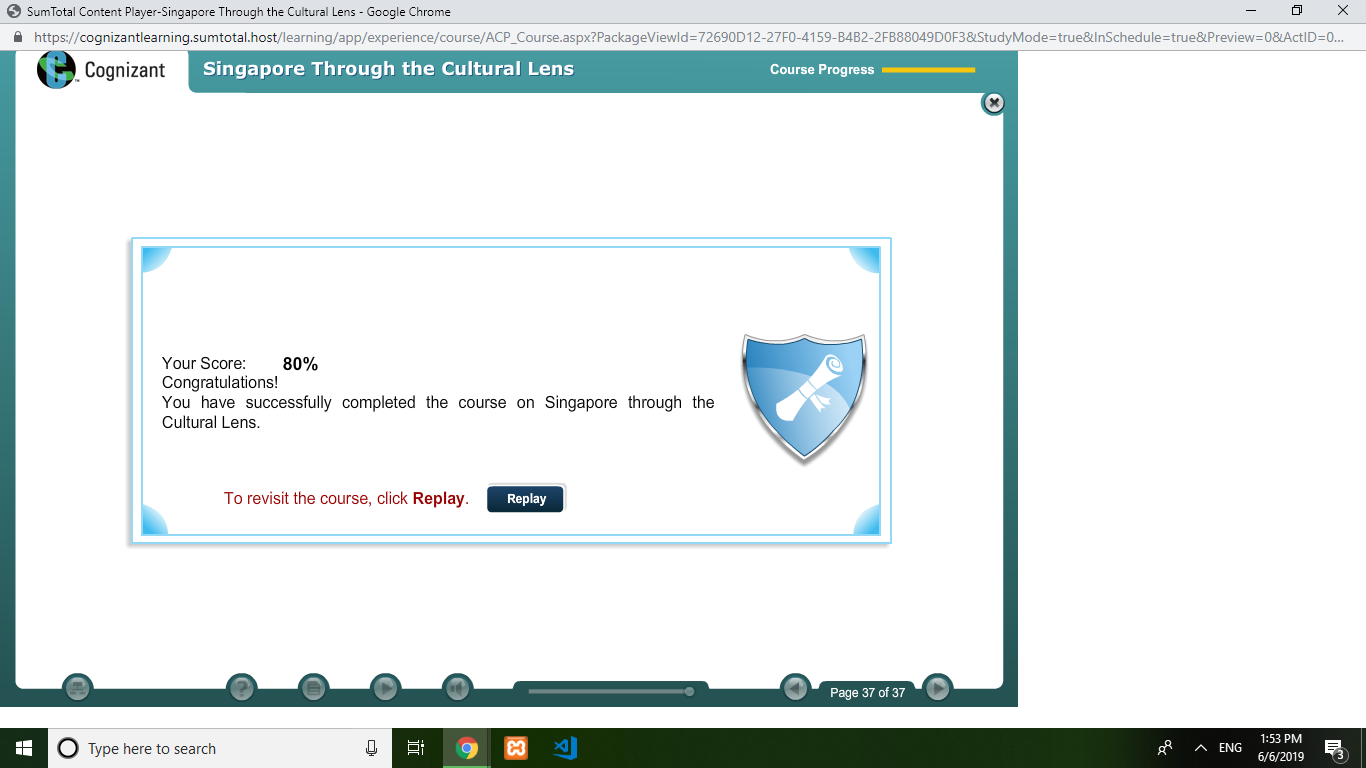 SumTotal Content Player-Singapore Through the Cultural Lens - Google Chrome
https://cognizantlearning.sumtotal.host/learning/app/experience/course/ACP_Course.aspx?PackageViewId=72690D12-27F0-4159-B4B2-2FB88049D0F3&StudyMode=true&InSchedule=true&Preview=0&ActID=0...
Cognizant
Singapore Through the Cultural Lens
Course Progress
Your Score: 80%
Congratulations!
You have successfully completed the course on Singapore through the
Cultural Lens.
To revisit the course, click Replay.
Replay
Page 37 of 37
Type here to search
ENG
1:53 PM
6/6/2019
3